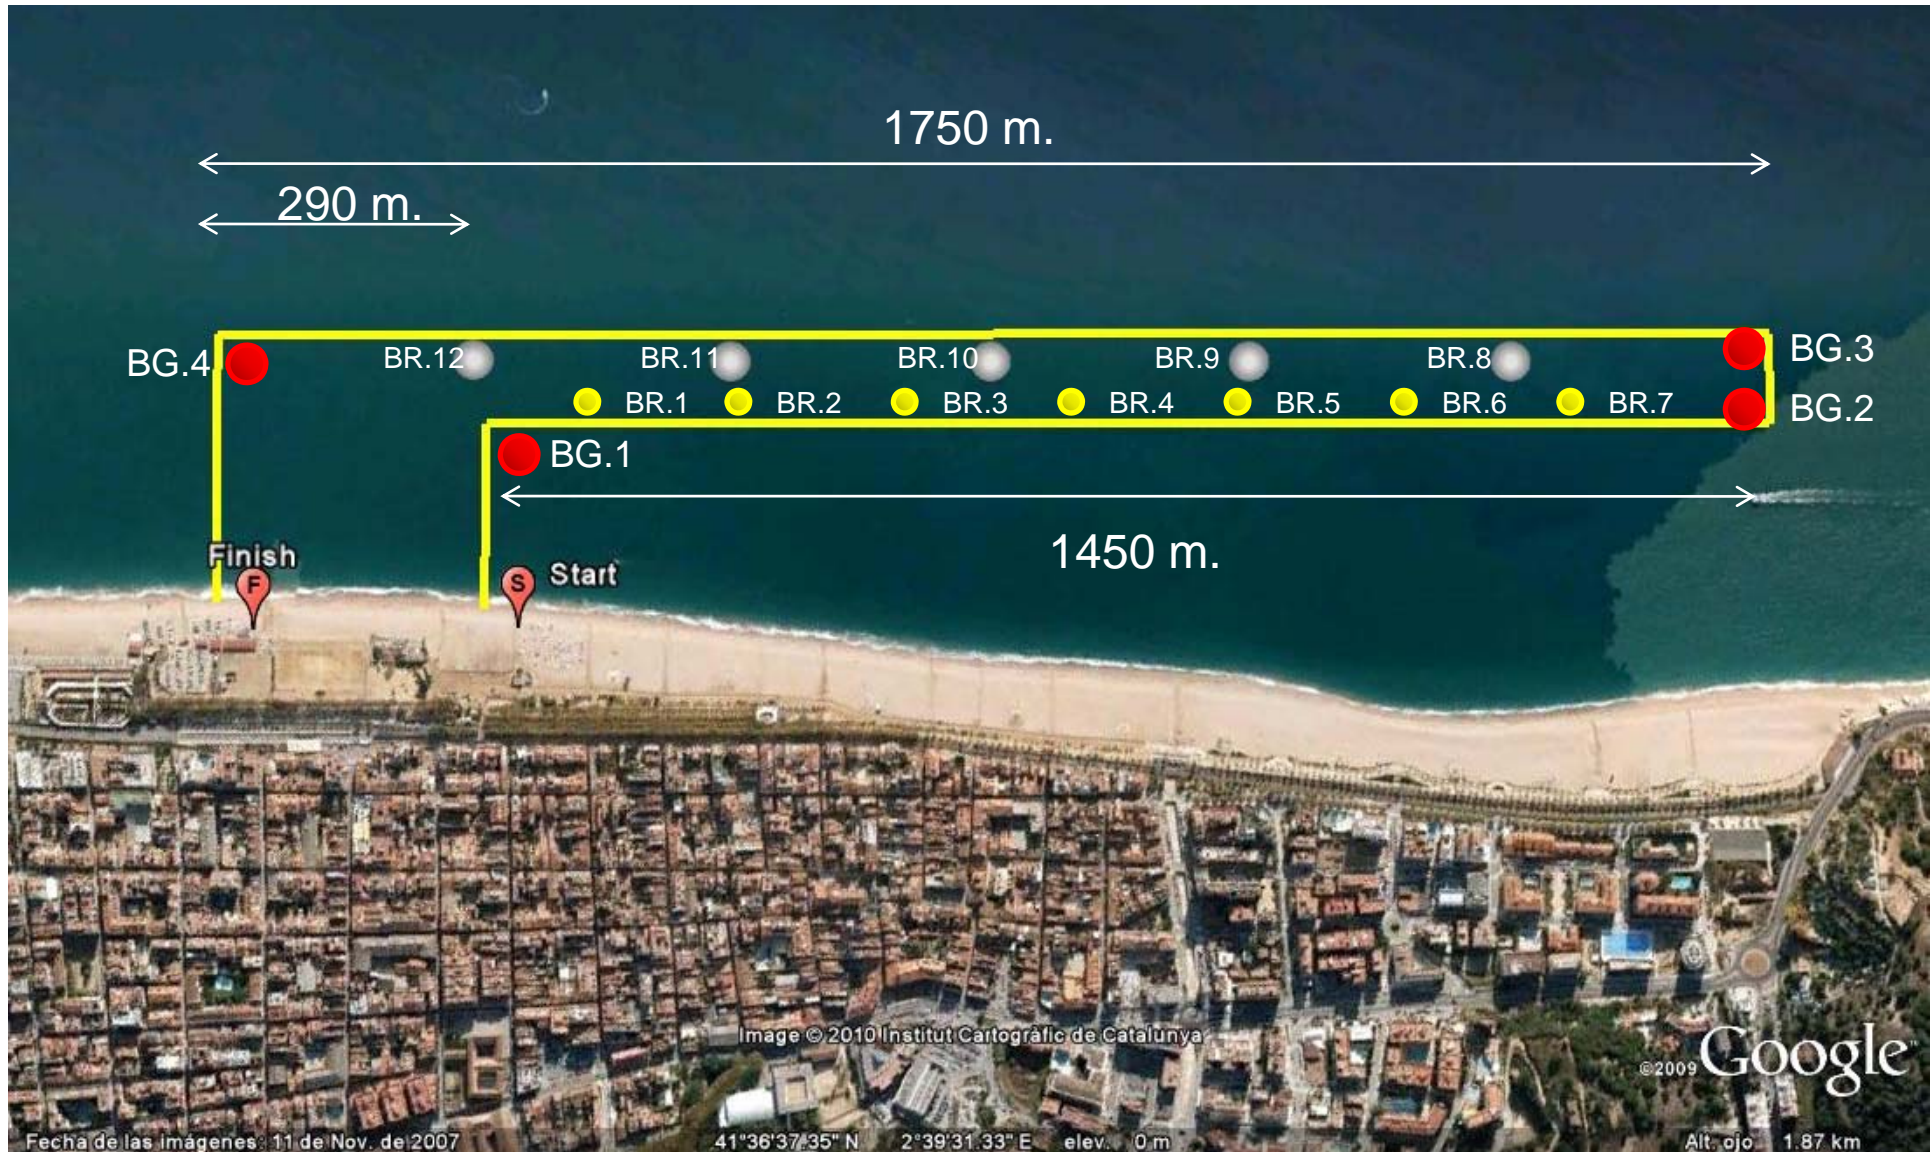 1750 m.
290 m.
BG.4
BR.12
BR.11
BR.10
BR.9
BR.8
BG.3
BR.1
BR.2
BR.3
BR.4
BR.5
BR.6
BR.7
BG.2
BG.1
1450 m.
Finish
F
S
Start
Image © 2010 Institut Cartogràfic de Catalunya
©2009 Google
Fecha de las imágenes: 11 de Nov. de 2007
41°36'37.35" N 2°39'31.33" E elev. 0 m
Alt. ojo 1.87 km